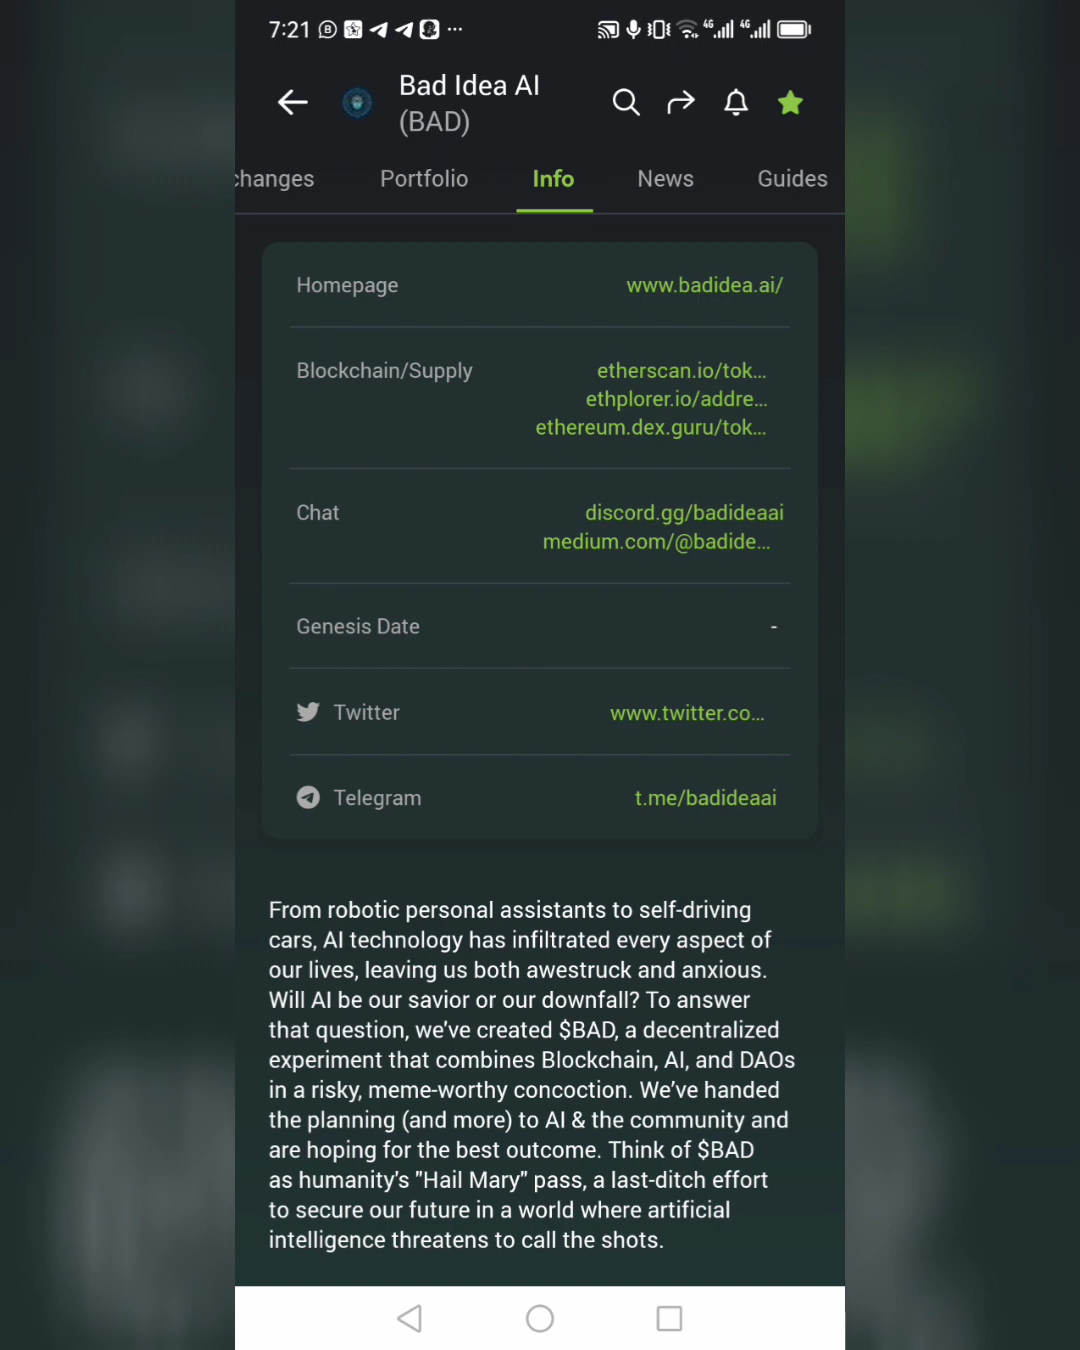 7:21
4G 4G
Bad Idea AI
(BAD)
changes Portfolio Info News Guides
Homepage www.badidea.ai/
Blockchain/Supply etherscan.io/tok...
ethplorer.io/addre...
ethereum.dex.guru/tok...
Chat discord.gg/badideaai
medium.com/@badide...
Genesis Date -
Twitter www.twitter.co...
Telegram t.me/badideaai
From robotic personal assistants to self-driving
cars, AI technology has infiltrated every aspect of
our lives, leaving us both awestruck and anxious.
Will AI be our savior or our downfall? To answer
that question, we've created $BAD, a decentralized
experiment that combines Blockchain, AI, and DAOs
in a risky, meme-worthy concoction. We’ve handed
the planning (and more) to AI & the community and
are hoping for the best outcome. Think of $BAD
as humanity's "Hail Mary" pass, a last-ditch effort
to secure our future in a world where artificial
intelligence threatens to call the shots.